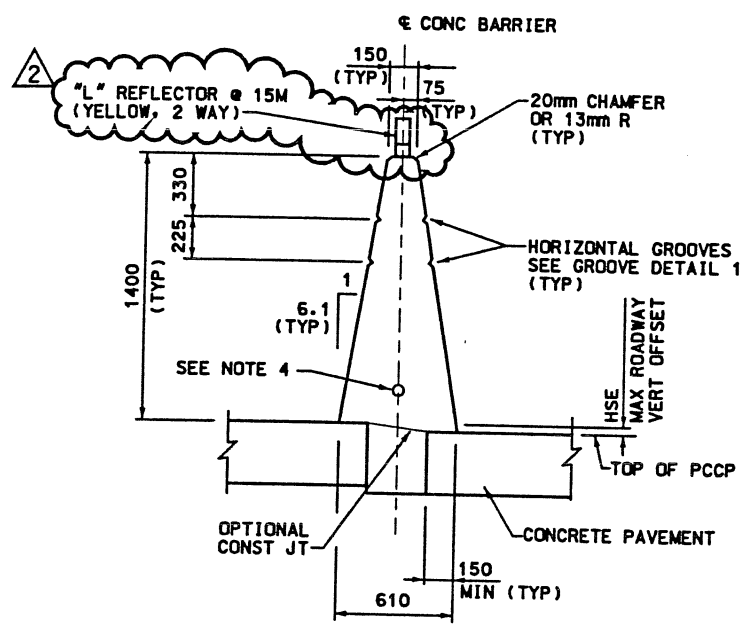 ℄ CONC BARRIER
150
(TYP)
75
(TYP)
2
"L" REFLECTOR @ 15M
(YELLOW, 2 WAY)
20mm CHAMFER
OR 13mm R
(TYP)
330
225
1400
(TYP)
HORIZONTAL GROOVES
SEE GROOVE DETAIL 1
(TYP)
1
6.1
(TYP)
SEE NOTE 4
HSE
MAX ROADWAY
VERT OFFSET
TOP OF PCCP
OPTIONAL
CONST JT
CONCRETE PAVEMENT
150
MIN (TYP)
610